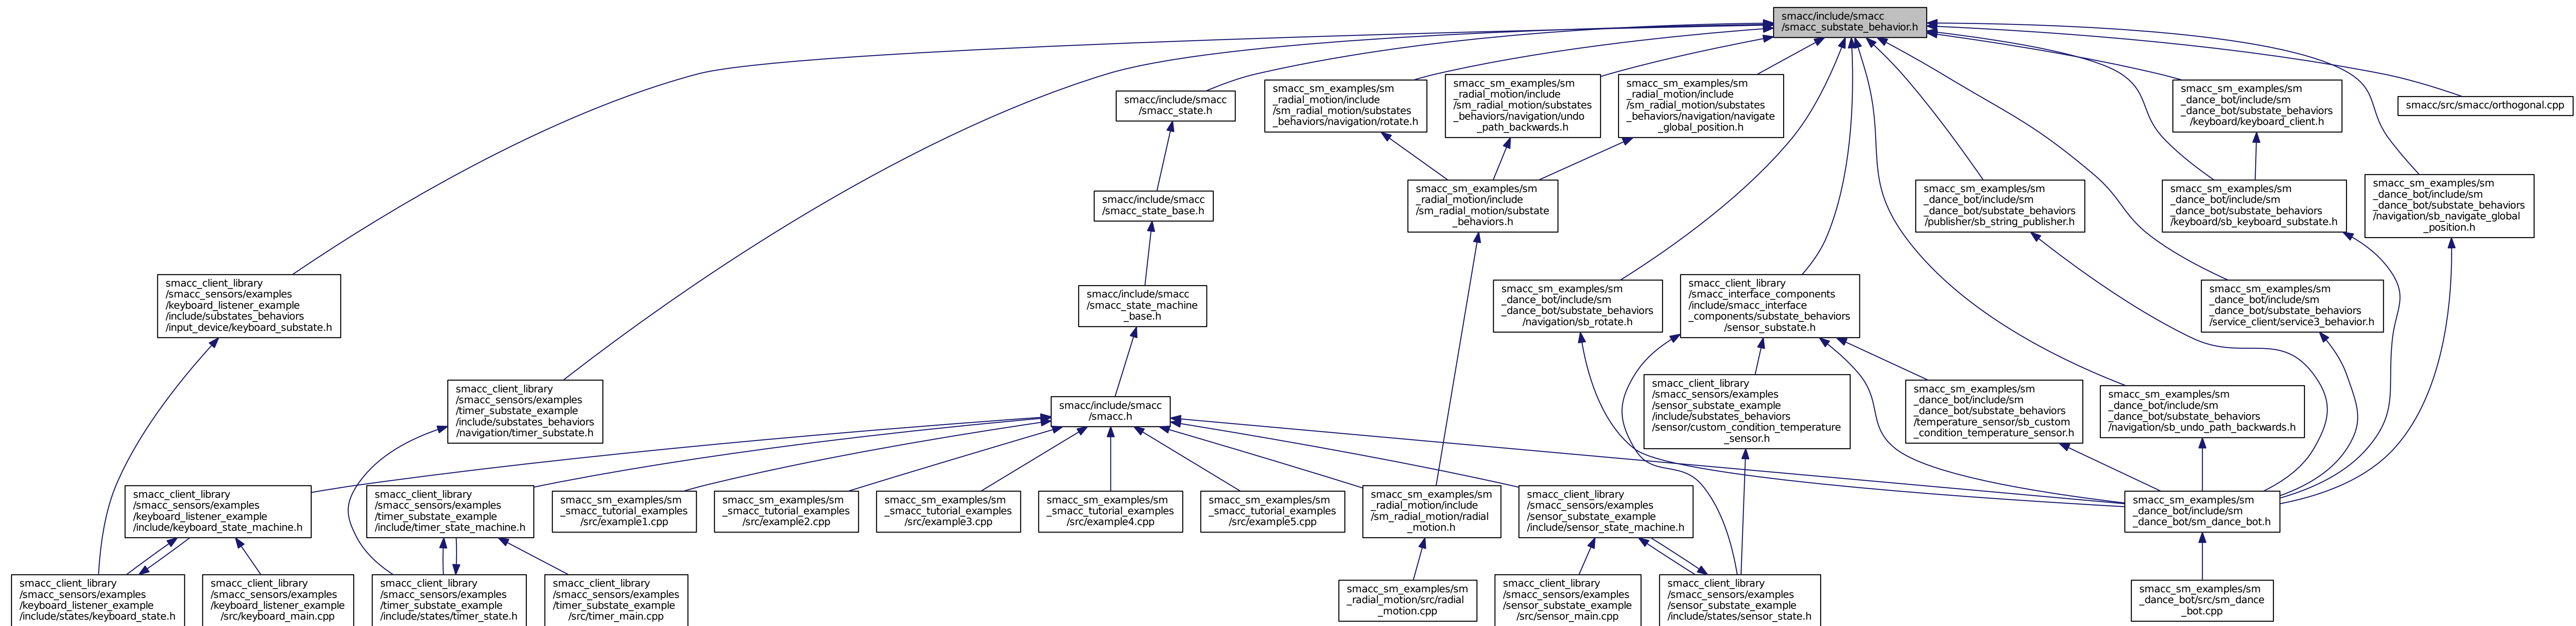 smacc/include/smacc
/smacc_substate_behavior.h
smacc/include/smacc
/smacc_state.h
smacc_sm_examples/sm
_radial_motion/include
/sm_radial_motion/substates
_behaviors/navigation/rotate.h
smacc_sm_examples/sm
_radial_motion/include
/sm_radial_motion/substates
_behaviors/navigation/undo
_path_backwards.h
smacc_sm_examples/sm
_radial_motion/include
/sm_radial_motion/substates
_behaviors/navigation/navigate
_global_position.h
smacc_sm_examples/sm
_dance_bot/include/sm
_dance_bot/substate_behaviors
/keyboard/keyboard_client.h
smacc/src/smacc/orthogonal.cpp
smacc/include/smacc
/smacc_state_base.h
smacc_sm_examples/sm
_radial_motion/include
/sm_radial_motion/substate
_behaviors.h
smacc_sm_examples/sm
_dance_bot/include/sm
_dance_bot/substate_behaviors
/publisher/sb_string_publisher.h
smacc_sm_examples/sm
_dance_bot/include/sm
_dance_bot/substate_behaviors
/keyboard/sb_keyboard_substate.h
smacc_sm_examples/sm
_dance_bot/include/sm
_dance_bot/substate_behaviors
/navigation/sb_navigate_global
_position.h
smacc_client_library
/smacc_sensors/examples
/keyboard_listener_example
/include/substates_behaviors
/input_device/keyboard_substate.h
smacc/include/smacc
/smacc_state_machine
_base.h
smacc_sm_examples/sm
_dance_bot/include/sm
_dance_bot/substate_behaviors
/navigation/sb_rotate.h
smacc_client_library
/smacc_interface_components
/include/smacc_interface
_components/substate_behaviors
/sensor_substate.h
smacc_sm_examples/sm
_dance_bot/include/sm
_dance_bot/substate_behaviors
/service_client/service3_behavior.h
smacc_client_library
/smacc_sensors/examples
/timer_substate_example
/include/substates_behaviors
/navigation/timer_substate.h
smacc/include/smacc
/smacc.h
smacc_client_library
/smacc_sensors/examples
/sensor_substate_example
/include/substates_behaviors
/sensor/custom_condition_temperature
_sensor.h
smacc_sm_examples/sm
_dance_bot/include/sm
_dance_bot/substate_behaviors
/temperature_sensor/sb_custom
_condition_temperature_sensor.h
smacc_sm_examples/sm
_dance_bot/include/sm
_dance_bot/substate_behaviors
/navigation/sb_undo_path_backwards.h
smacc_client_library
/smacc_sensors/examples
/keyboard_listener_example
/include/keyboard_state_machine.h
smacc_client_library
/smacc_sensors/examples
/timer_substate_example
/include/timer_state_machine.h
smacc_sm_examples/sm
_smacc_tutorial_examples
/src/example1.cpp
smacc_sm_examples/sm
_smacc_tutorial_examples
/src/example2.cpp
smacc_sm_examples/sm
_smacc_tutorial_examples
/src/example3.cpp
smacc_sm_examples/sm
_smacc_tutorial_examples
/src/example4.cpp
smacc_sm_examples/sm
_smacc_tutorial_examples
/src/example5.cpp
smacc_sm_examples/sm
_radial_motion/include
/sm_radial_motion/radial
_motion.h
smacc_client_library
/smacc_sensors/examples
/sensor_substate_example
/include/sensor_state_machine.h
smacc_sm_examples/sm
_dance_bot/include/sm
_dance_bot/sm_dance_bot.h
smacc_client_library
/smacc_sensors/examples
/keyboard_listener_example
/include/states/keyboard_state.h
smacc_client_library
/smacc_sensors/examples
/keyboard_listener_example
/src/keyboard_main.cpp
smacc_client_library
/smacc_sensors/examples
/timer_substate_example
/include/states/timer_state.h
smacc_client_library
/smacc_sensors/examples
/timer_substate_example
/src/timer_main.cpp
smacc_sm_examples/sm
_radial_motion/src/radial
_motion.cpp
smacc_client_library
/smacc_sensors/examples
/sensor_substate_example
/src/sensor_main.cpp
smacc_client_library
/smacc_sensors/examples
/sensor_substate_example
/include/states/sensor_state.h
smacc_sm_examples/sm
_dance_bot/src/sm_dance
_bot.cpp